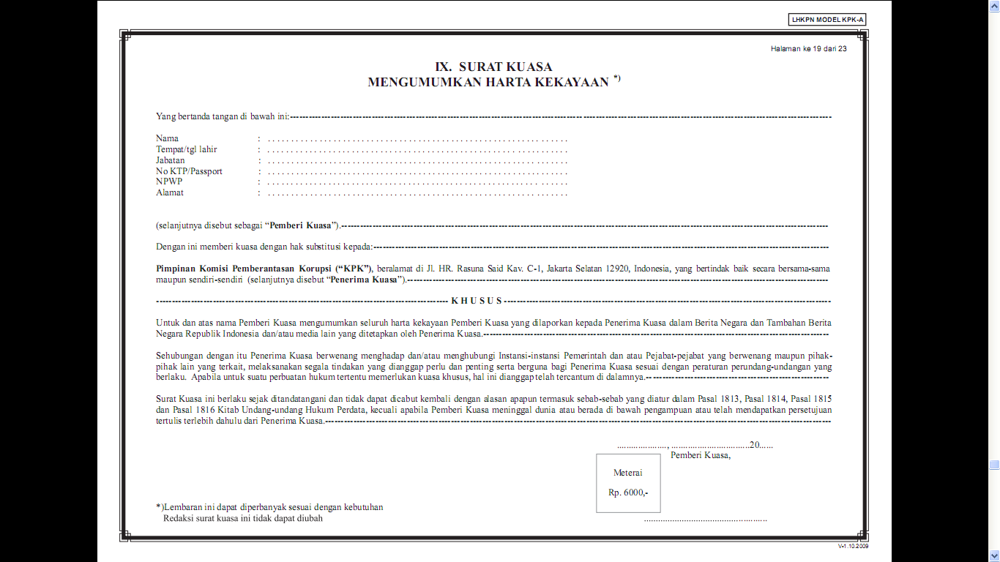 LHKPN MODEL KPK-A
Halaman ke 19 dari 23
IX. SURAT KUASA
MENGUMUMKAN HARTA KEKAYAAN *)
Yang bertanda tangan di bawah ini:----------------------------------------
Nama : ........................................
Tempat/tgl lahir : ........................................
Jabatan : ........................................
No KTP/Passport : ........................................
NPWP : ........................................
Alamat : ........................................
(selanjutnya disebut sebagai “Pemberi Kuasa”).----------------------------------------
Dengan ini memberi kuasa dengan hak substitusi kepada:----------------------------------------
Pimpinan Komisi Pemberantasan Korupsi (“KPK”), beralamat di Jl. HR. Rasuna Said Kav. C-1, Jakarta Selatan 12920, Indonesia, yang bertindak baik secara bersama-sama
maupun sendiri-sendiri (selanjutnya disebut “Penerima Kuasa”).----------------------------------------
---------------------------------------- K H U S U S ----------------------------------------
Untuk dan atas nama Pemberi Kuasa mengumumkan seluruh harta kekayaan Pemberi Kuasa yang dilaporkan kepada Penerima Kuasa dalam Berita Negara dan Tambahan Berita
Negara Republik Indonesia dan/atau media lain yang ditetapkan oleh Penerima Kuasa.----------------------------------------
Sehubungan dengan itu Penerima Kuasa berwenang menghadap dan/atau menghubungi Instansi-instansi Pemerintah dan atau Pejabat-pejabat yang berwenang maupun pihak-
pihak lain yang terkait, melaksanakan segala tindakan yang dianggap perlu dan penting serta berguna bagi Penerima Kuasa sesuai dengan peraturan perundang-undangan yang
berlaku. Apabila untuk suatu perbuatan hukum tertentu memerlukan kuasa khusus, hal ini dianggap telah tercantum di dalamnya.----------------------------------------
Surat Kuasa ini berlaku sejak ditandatangani dan tidak dapat dicabut kembali dengan alasan apapun termasuk sebab-sebab yang diatur dalam Pasal 1813, Pasal 1814, Pasal 1815
dan Pasal 1816 Kitab Undang-undang Hukum Perdata, kecuali apabila Pemberi Kuasa meninggal dunia atau berada di bawah pengampuan atau telah mendapatkan persetujuan
tertulis terlebih dahulu dari Penerima Kuasa.----------------------------------------
....................., .................................20......
Pemberi Kuasa,
Meterai
Rp. 6000,-
....................................................
*)Lembaran ini dapat diperbanyak sesuai dengan kebutuhan
Redaksi surat kuasa ini tidak dapat diubah
V-1.10.2009